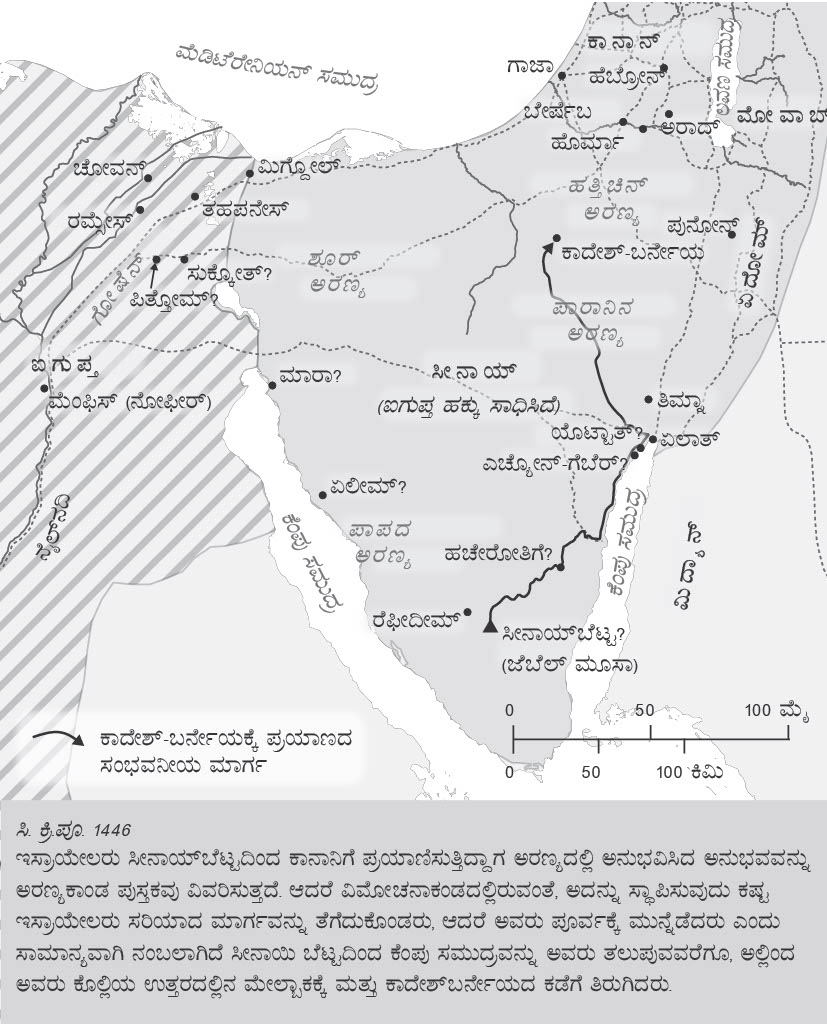 ಮೆಡಿಟೆರೇನಿಯನ್ ಸಮುದ್ರ
ಕಾನಾನ್
ಗಾಜಾ
ಹೆಬ್ರೋನ್
ಲವಣ ಸಮುದ್ರ
ಬೇರ್ಷೆಬ
ಅರಾದ್
ಮೋವಾಬ್
ಹೊರ್ಮಾ
ಚೋವನ್
ಮಿಗ್ದೋಲ್
ಹತ್ತಿಚಿನ್
ಅರಣ್ಯ
ರಮ್ಸೇಸ್
ತಹಪನೇಸ್
ಪುನೋನ್
ಎದೋಮ್
ಕಾದೇಶ್-ಬರ್ನೇಯ
ಗೋಷೆನ್
ಸುಕ್ಕೋತ್?
ಶೂರ್
ಅರಣ್ಯ
ಪಿತ್ತೋಮ್?
ಪಾರಾನಿನ
ಅರಣ್ಯ
ಐಗುಪ್ತ
ಮೆಂಫಿಸ್ (ನೋಫೀರ್)
ಮಾರಾ?
ಸೀನಾಯ್
(ಐಗುಪ್ತ ಹಕ್ಕು ಸಾಧಿಸಿದೆ)
ತಿಮ್ನಾ
ಯೊಟ್ಟಾತ್?
ಏಲಾತ್
ಎಚ್ಯೋನ್-ಗೆಬೆರ್?
ಏಲೀಮ್?
ಕೆಂಪು ಸಮುದ್ರ
ಪಾಪದ
ಅರಣ್ಯ
ಹಚೇರೋತಿಗೆ?
ಕೆಂಪು ಸಮುದ್ರ
ರೆಫೀದೀಮ್
ಸೀನಾಯ್‌ಬೆಟ್ಟ?
(ಜೆಬೆಲ್ ಮೂಸಾ)
0 50 100 ಮೈ
0 50 100 ಕಿಮಿ
ಕಾದೇಶ್-ಬರ್ನೇಯಕ್ಕೆ ಪ್ರಯಾಣದ
ಸಂಭವನೀಯ ಮಾರ್ಗ
ಸಿ. ಕ್ರಿ.ಪೂ. 1446
ಇಸ್ರಾಯೇಲರು ಸೀನಾಯ್‌ಬೆಟ್ಟದಿಂದ ಕಾನಾನಿಗೆ ಪ್ರಯಾಣಿಸುತ್ತಿದ್ದಾಗ ಅರಣ್ಯದಲ್ಲಿ ಅನುಭವಿಸಿದ ಅನುಭವವನ್ನು
ಅರಣ್ಯಕಾಂಡ ಪುಸ್ತಕವು ವಿವರಿಸುತ್ತದೆ. ಆದರೆ ವಿಮೋಚನಾಕಂಡದಲ್ಲಿರುವಂತೆ, ಅದನ್ನು ಸ್ಥಾಪಿಸುವುದು ಕಷ್ಟ
ಇಸ್ರಾಯೇಲರು ಸರಿಯಾದ ಮಾರ್ಗವನ್ನು ತೆಗೆದುಕೊಂಡರು, ಆದರೆ ಅವರು ಪೂರ್ವಕ್ಕೆ ಮುನ್ನೆಡೆದರು ಎಂದು
ಸಾಮಾನ್ಯವಾಗಿ ನಂಬಲಾಗಿದೆ ಸೀನಾಯಿ ಬೆಟ್ಟದಿಂದ ಕೆಂಪು ಸಮುದ್ರವನ್ನು ಅವರು ತಲುಪುವವರೆಗೂ, ಅಲ್ಲಿಂದ
ಅವರು ಕೊಲ್ಲಿಯ ಉತ್ತರದಲ್ಲಿನ ಮೇಲ್ಭಾಕಕ್ಕೆ ಮತ್ತು ಕಾದೇಶ್‌ಬರ್ನೇಯದ ಕಡೆಗೆ ತಿರುಗಿದರು.